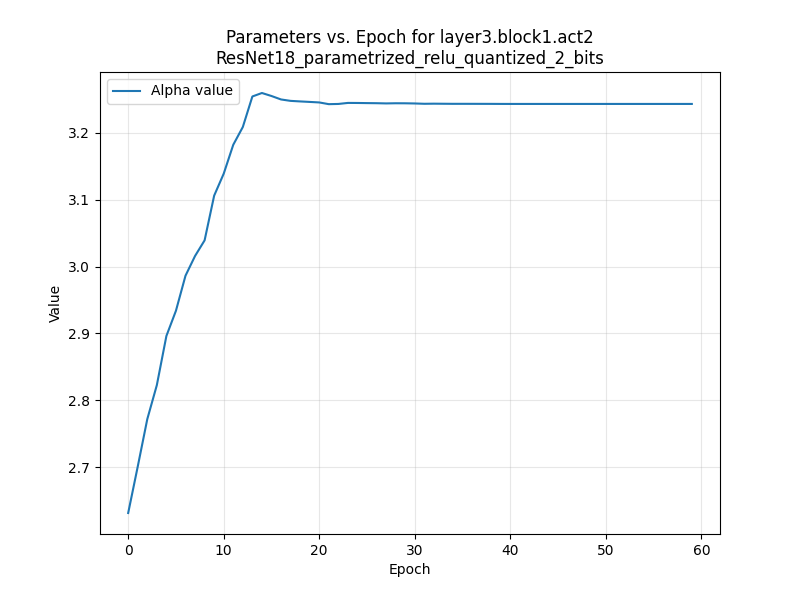 Parameters vs. Epoch for layer3.block1.act2
ResNet18_parametrized_relu_quantized_2_bits
Alpha value
3.2
3.1
3.0
2.9
2.8
2.7
Value
0 10 20 30 40 50 60
Epoch